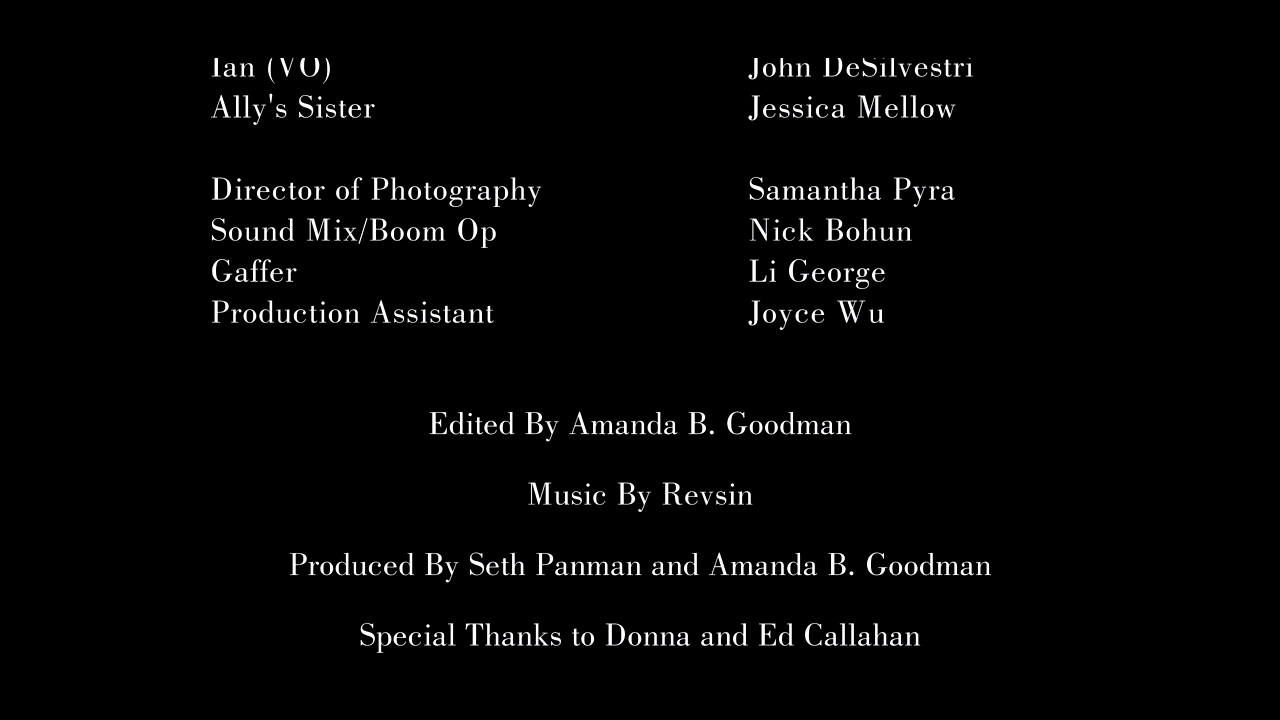 Ian (VO) John DeSilvestri
Ally's Sister Jessica Mellow
Director of Photography Samantha Pyra
Sound Mix/Boom Op Nick Bohun
Gaffer Li George
Production Assistant Joyce Wu
Edited By Amanda B. Goodman
Music By Revsin
Produced By Seth Panman and Amanda B. Goodman
Special Thanks to Donna and Ed Callahan